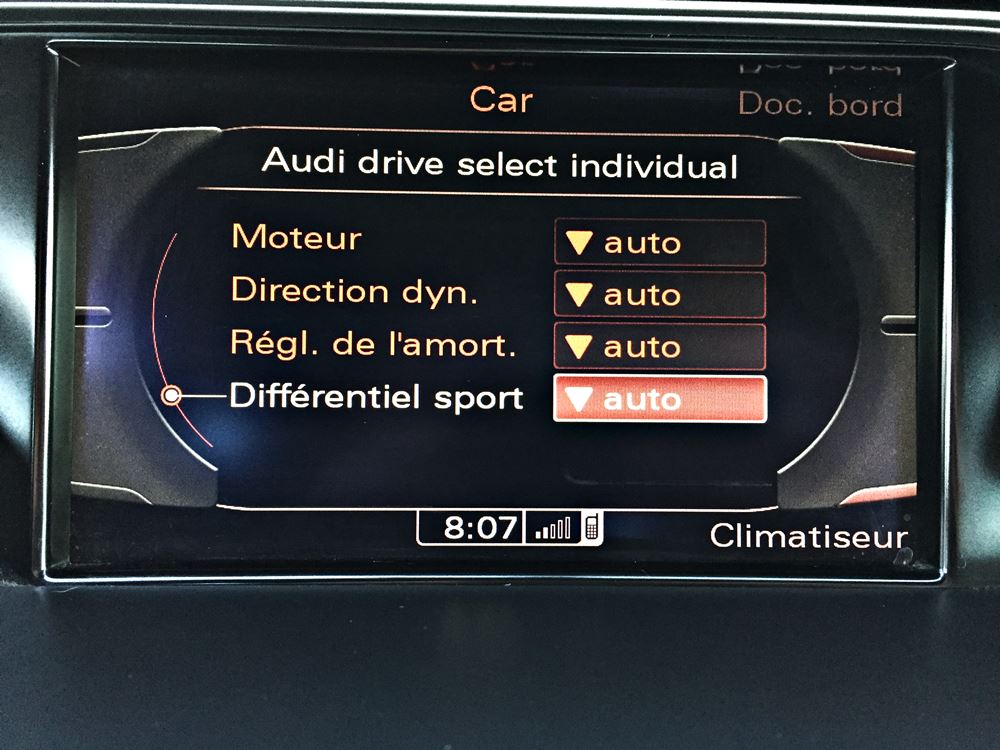 Car
Doc. bord
Audi drive select individual
Moteur ▼ auto
Direction dyn. ▼ auto
Régl. de l'amort. ▼ auto
Différentiel sport ▼ auto
8:07
Climatiseur